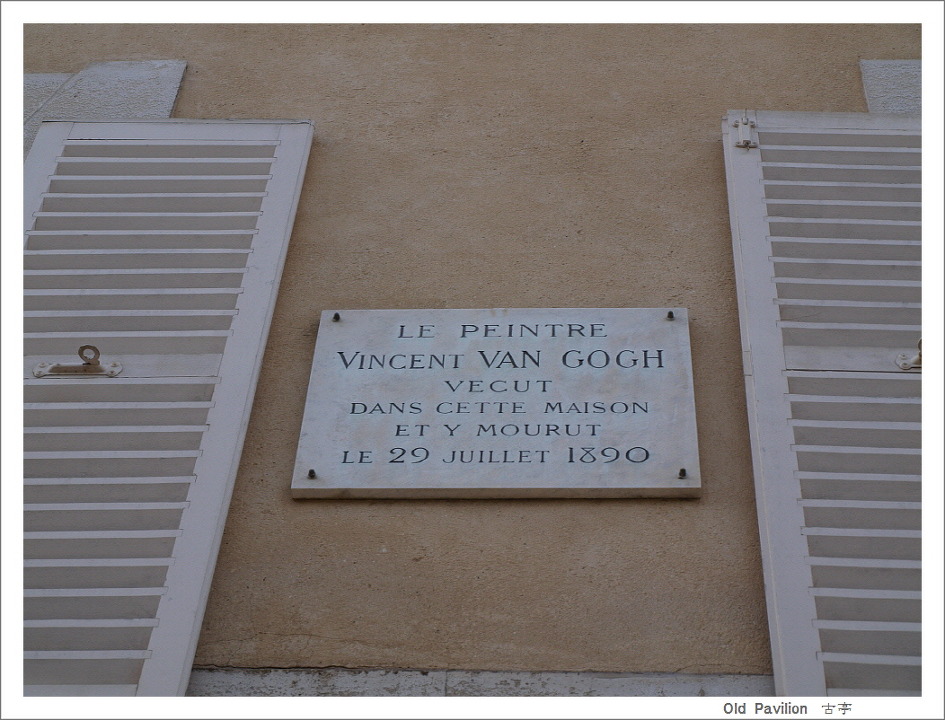 LE PEINTRE
VINCENT VAN GOGH
VECUT
DANS CETTE MAISON
ET Y MOURUT
LE 29 JUILLET 1890
Old Pavilion 古亭